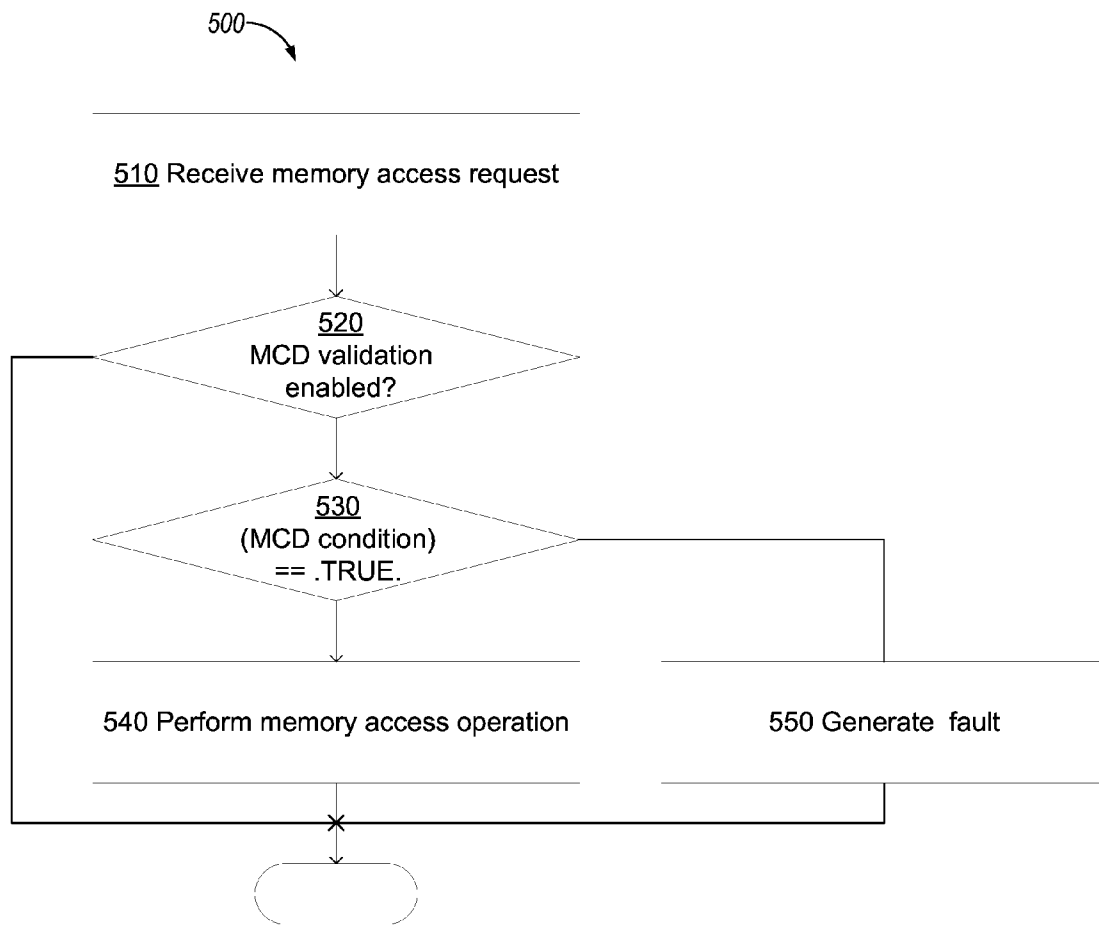 500
510 Receive memory access request
520
MCD validation
enabled?
530
(MCD condition)
== .TRUE.
540 Perform memory access operation
550 Generate fault